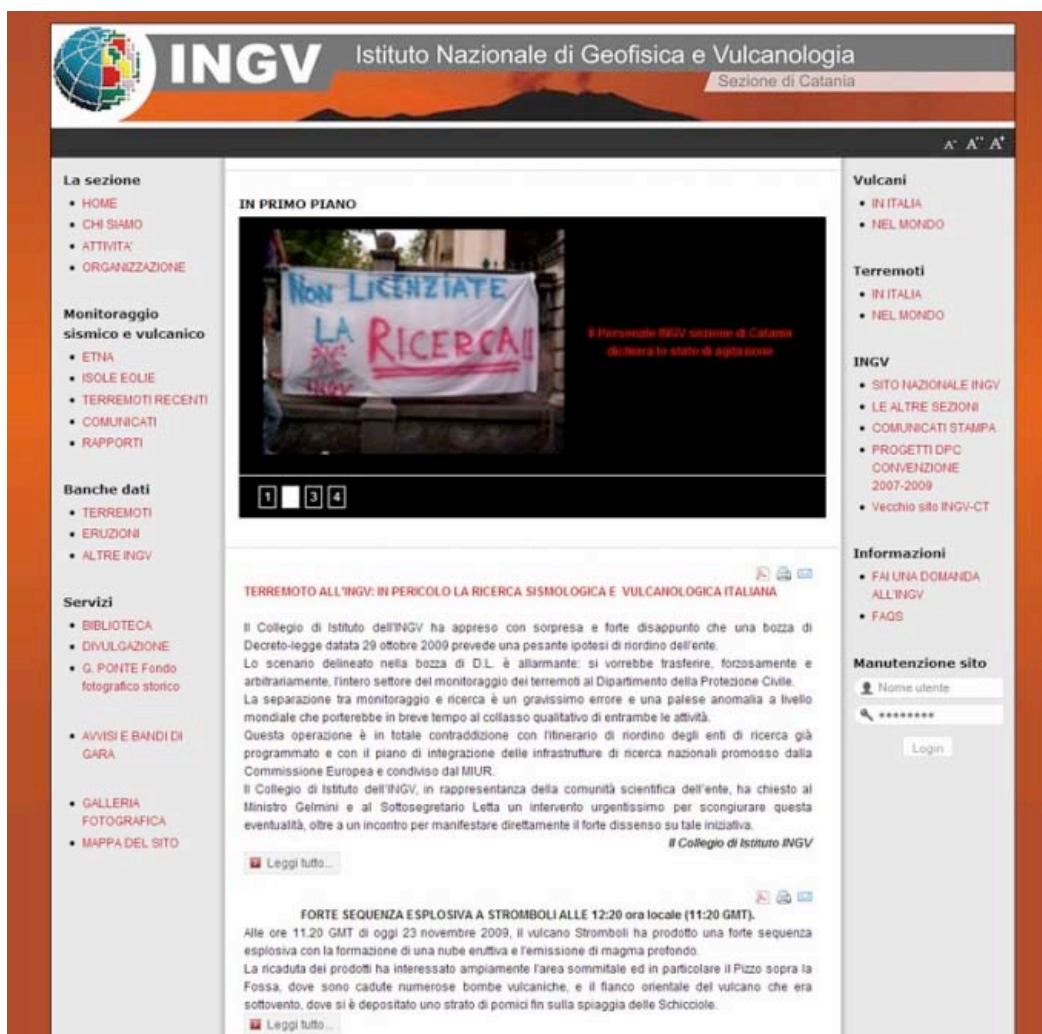 INGV
Istituto Nazionale di Geofisica e Vulcanologia
Sezione di Catania
A- A** A+
La sezione
HOME
CHI SIAMO
ATTIVITA'
ORGANIZZAZIONE
Monitoraggio
sismico e vulcanico
ETNA
ISOLE EOLIE
TERREMOTI RECENTI
COMUNICATI
RAPPORTI
Banche dati
TERREMOTI
ERUZIONI
ALTRE INGV
Servizi
BIBLIOTECA
DIVULGAZIONE
G. PONTE Fondo
fotografico storico
AVVISI E BANDI DI
GARA
GALLERIA
FOTOGRAFICA
MAPPA DEL SITO
IN PRIMO PIANO
NON LICENZIATE
LA RICERCA!!
INGV
Il Personale INGV sezione di Catania
dichiara lo stato di agitazione
1 3 4
TERREMOTO ALL'INGV: IN PERICOLO LA RICERCA SISMOLOGICA E VULCANOLOGICA ITALIANA
Il Collegio di Istituto dell'INGV ha appreso con sorpresa e forte disappunto che una bozza di
Decreto-legge datata 29 ottobre 2009 prevede una pesante ipotesi di riordino dell'ente.
Lo scenario delineato nella bozza di D.L. è allarmante: si vorrebbe trasferire, forzosamente e
arbitrariamente, l'intero settore del monitoraggio dei terremoti al Dipartimento della Protezione Civile.
La separazione tra monitoraggio e ricerca è un gravissimo errore e una palese anomalia a livello
mondiale che porterebbe in breve tempo al collasso qualitativo di entrambe le attività.
Questa operazione è in totale contraddizione con l'itinerario di riordino degli enti di ricerca già
programmato e con il piano di integrazione delle infrastrutture di ricerca nazionali promosso dalla
Commissione Europea e condiviso dal MIUR.
Il Collegio di Istituto dell'INGV, in rappresentanza della comunità scientifica dell'ente, ha chiesto al
Ministro Gelmini e al Sottosegretario Letta un intervento urgentissimo per scongiurare questa
eventualità, oltre a un incontro per manifestare direttamente il forte dissenso su tale iniziativa.
Il Collegio di Istituto INGV
Leggi tutto...
FORTE SEQUENZA ESPLOSIVA A STROMBOLI ALLE 12:20 ora locale (11:20 GMT).
Alle ore 11.20 GMT di oggi 23 novembre 2009, il vulcano Stromboli ha prodotto una forte sequenza
esplosiva con la formazione di una nube eruttiva e l'emissione di magma profondo.
La ricaduta dei prodotti ha interessato ampiamente l'area sommitale ed in particolare il Pizzo sopra la
Fossa, dove sono cadute numerose bombe vulcaniche, e il fianco orientale del vulcano che era
sottovento, dove si è depositato uno strato di pomici fin sulla spiaggia delle Schicciole.
Leggi tutto...
Vulcani
IN ITALIA
NEL MONDO
Terremoti
IN ITALIA
NEL MONDO
INGV
SITO NAZIONALE INGV
LE ALTRE SEZIONI
COMUNICATI STAMPA
PROGETTI DPC
CONVENZIONE
2007-2009
Vecchio sito INGV-CT
Informazioni
FAI UNA DOMANDA
ALL'INGV
FAQS
Manutenzione sito
Nome utente
********
Login